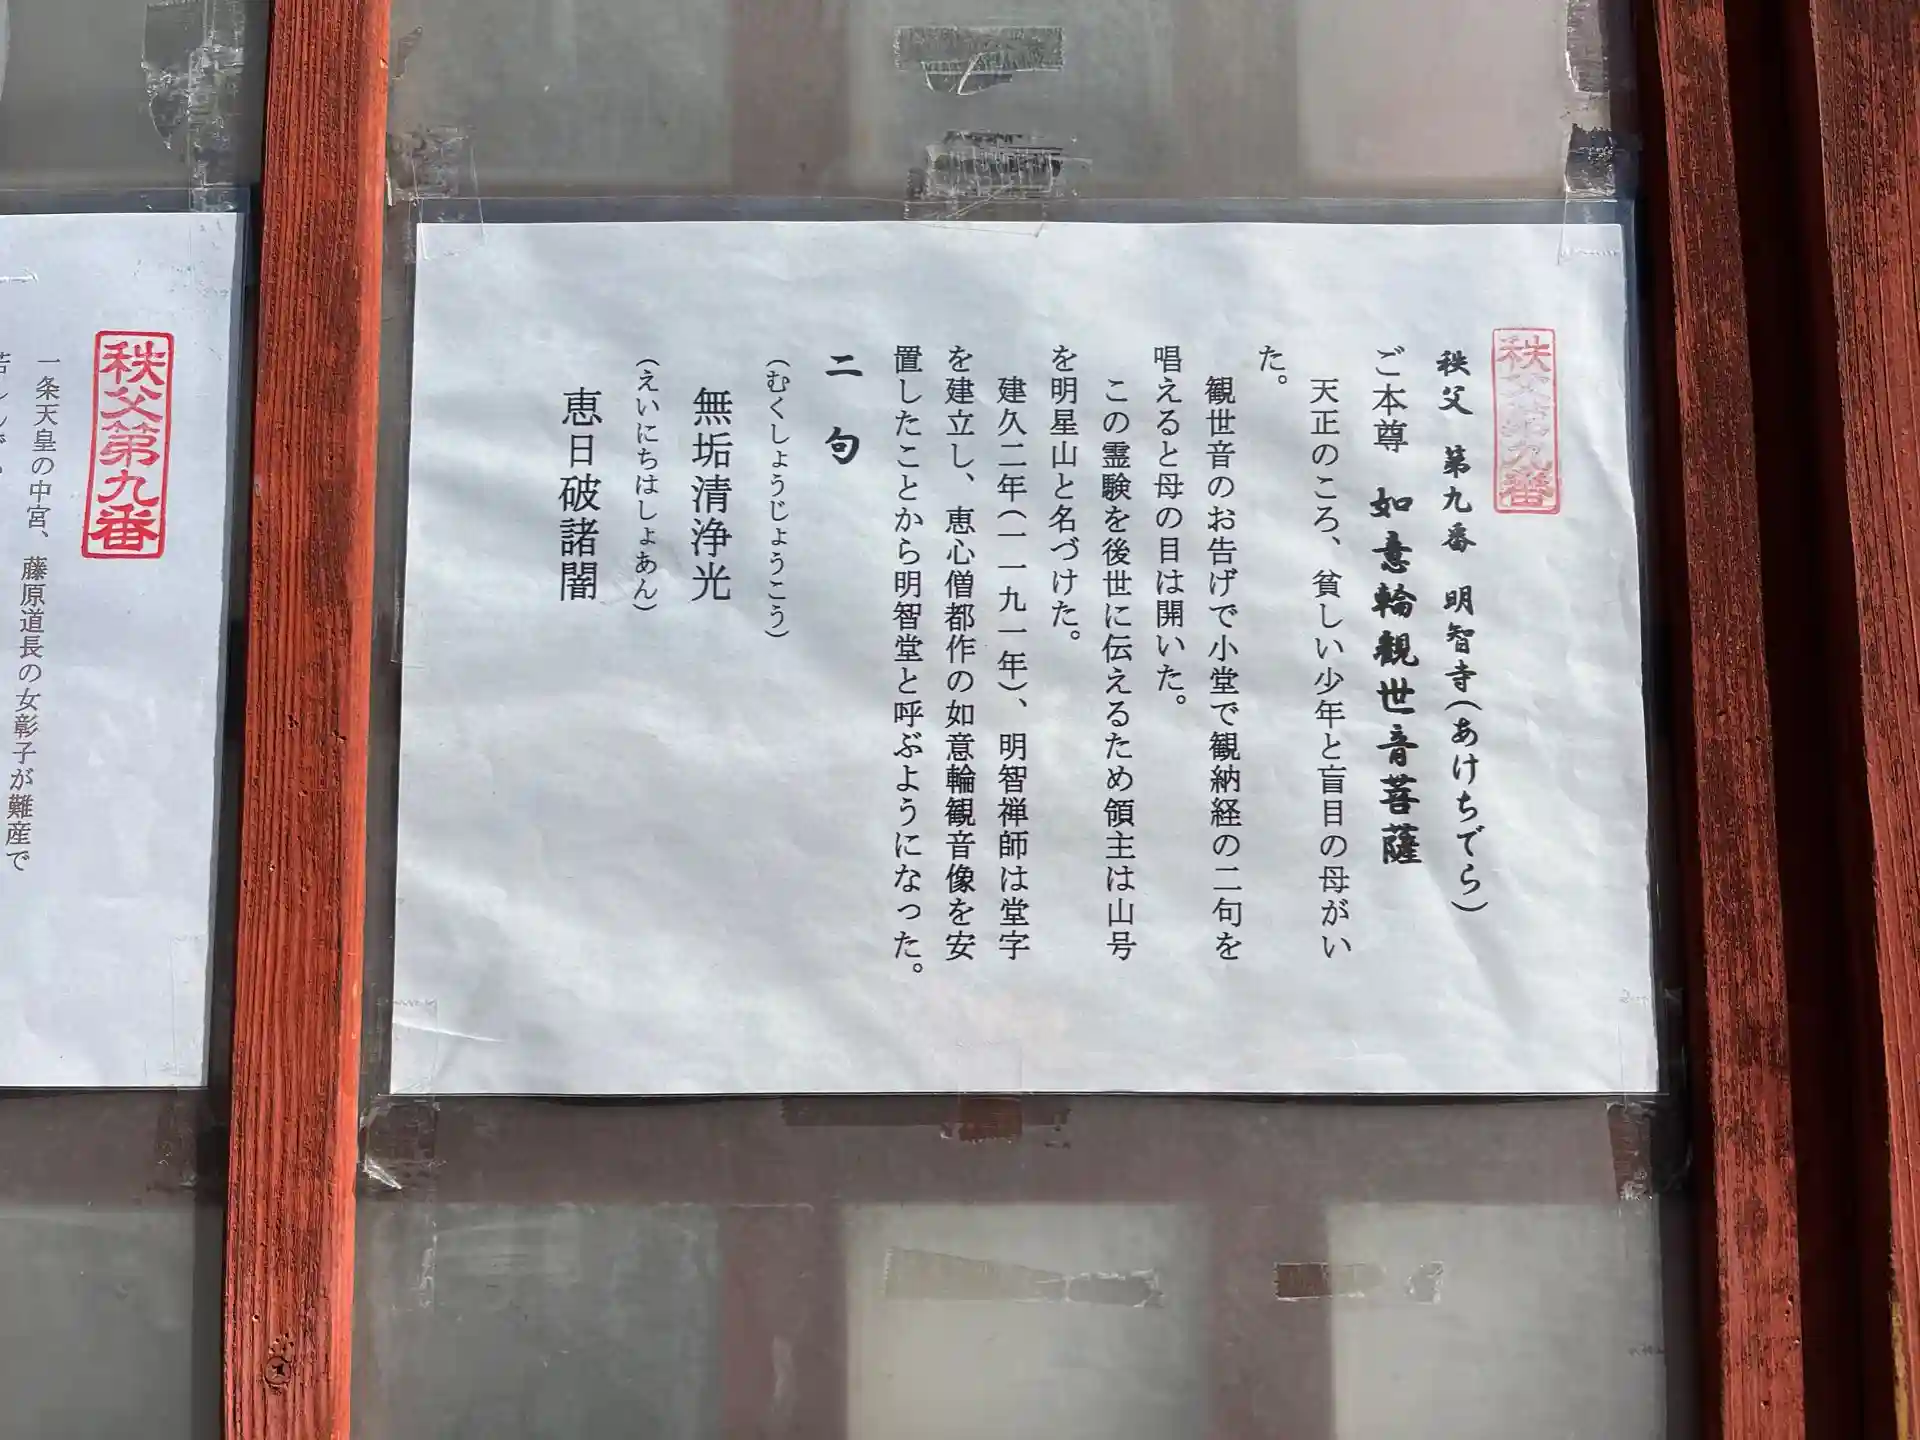 秩父第九番
秩父 第九番 明智寺(あけちでら)
ご本尊 如意輪観世音菩薩
天正のころ、貧しい少年と盲目の母がい
た。
観世音のお告げで小堂で観納経の二句を
唱えると母の目は開いた。
この霊験を後世に伝えるため領主は山号
を明星山と名づけた。
建久二年(一一九一年)、明智禅師は堂字
を建立し、恵心僧都作の如意輪観音像を安
置したことから明智堂と呼ぶようになった。
二 句
(むくしょうじょうこう)
無垢清浄光
(えいにちはしょあん)
恵日破諸闇
秩父第九番
一条天皇の中宮、藤原道長の女彰子が難産で